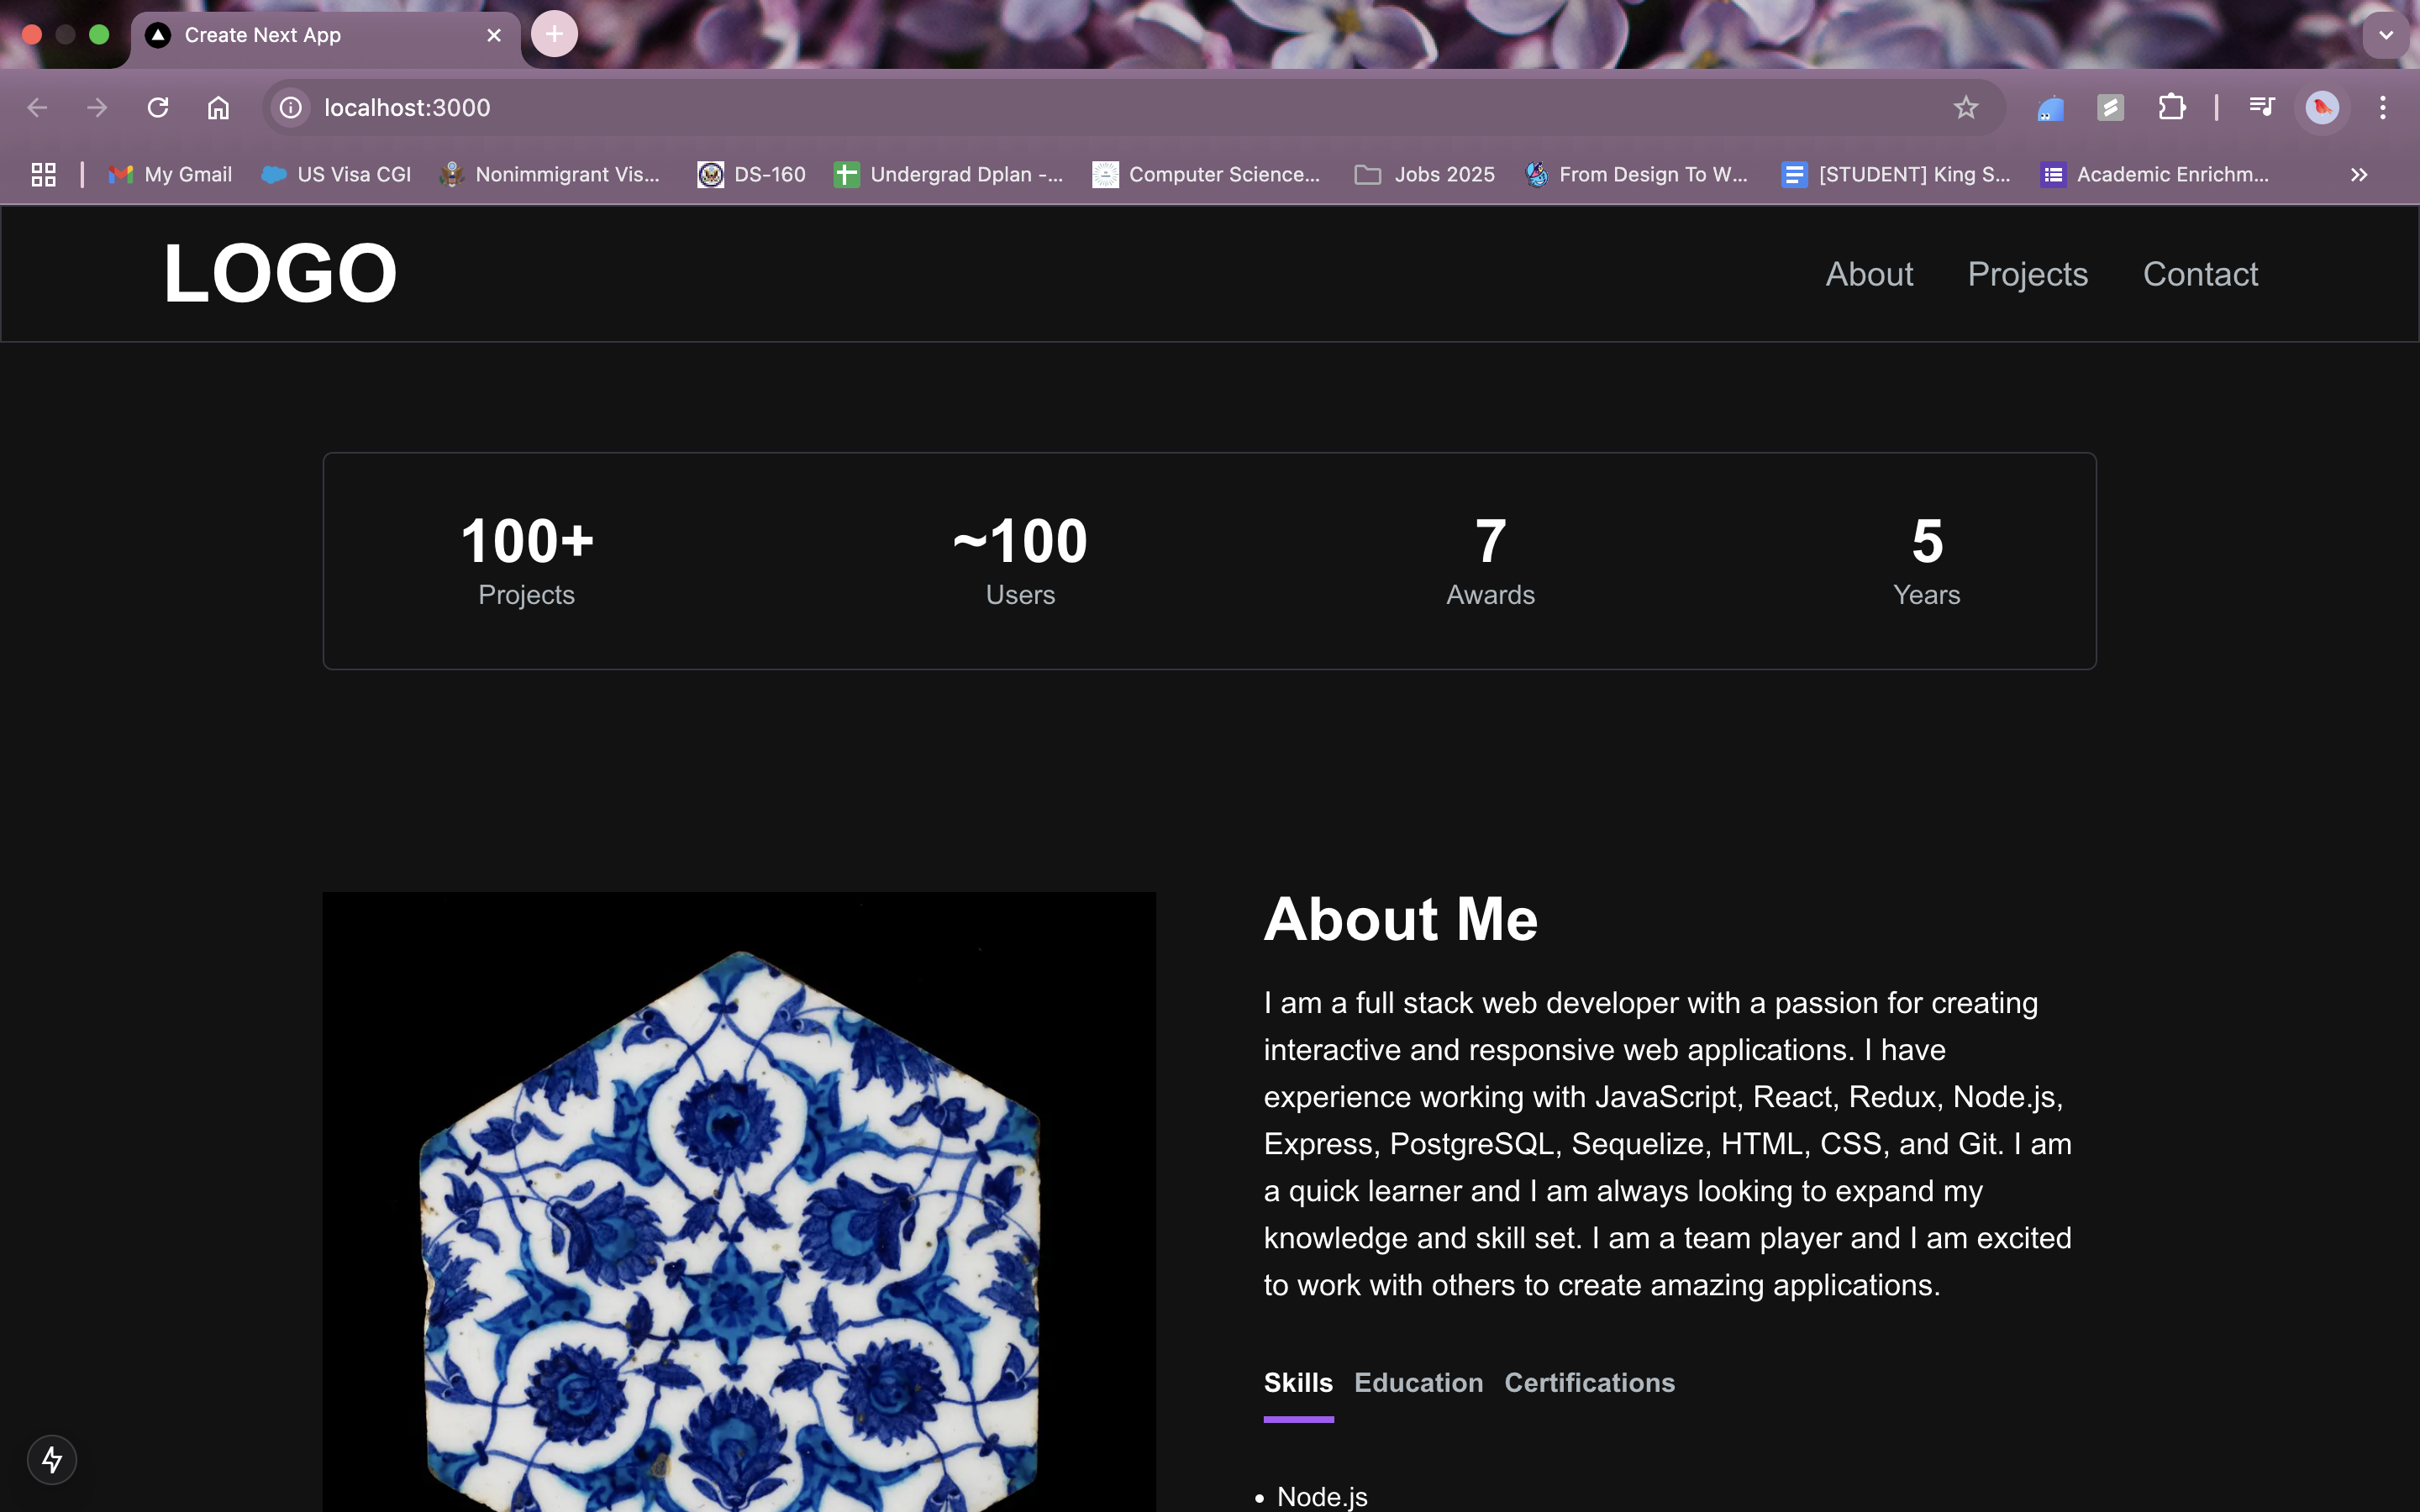 Create Next App
localhost:3000
My Gmail
US Visa CGI
Nonimmigrant Vis...
DS-160
Undergrad Dplan -...
Computer Science...
Jobs 2025
From Design To W...
[STUDENT] King S...
Academic Enrichm...
LOGO
About
Projects
Contact
100+
Projects
~100
Users
7
Awards
5
Years
About Me
I am a full stack web developer with a passion for creating
interactive and responsive web applications. I have
experience working with JavaScript, React, Redux, Node.js,
Express, PostgreSQL, Sequelize, HTML, CSS, and Git. I am
a quick learner and I am always looking to expand my
knowledge and skill set. I am a team player and I am excited
to work with others to create amazing applications.
Skills Education Certifications
• Node.js